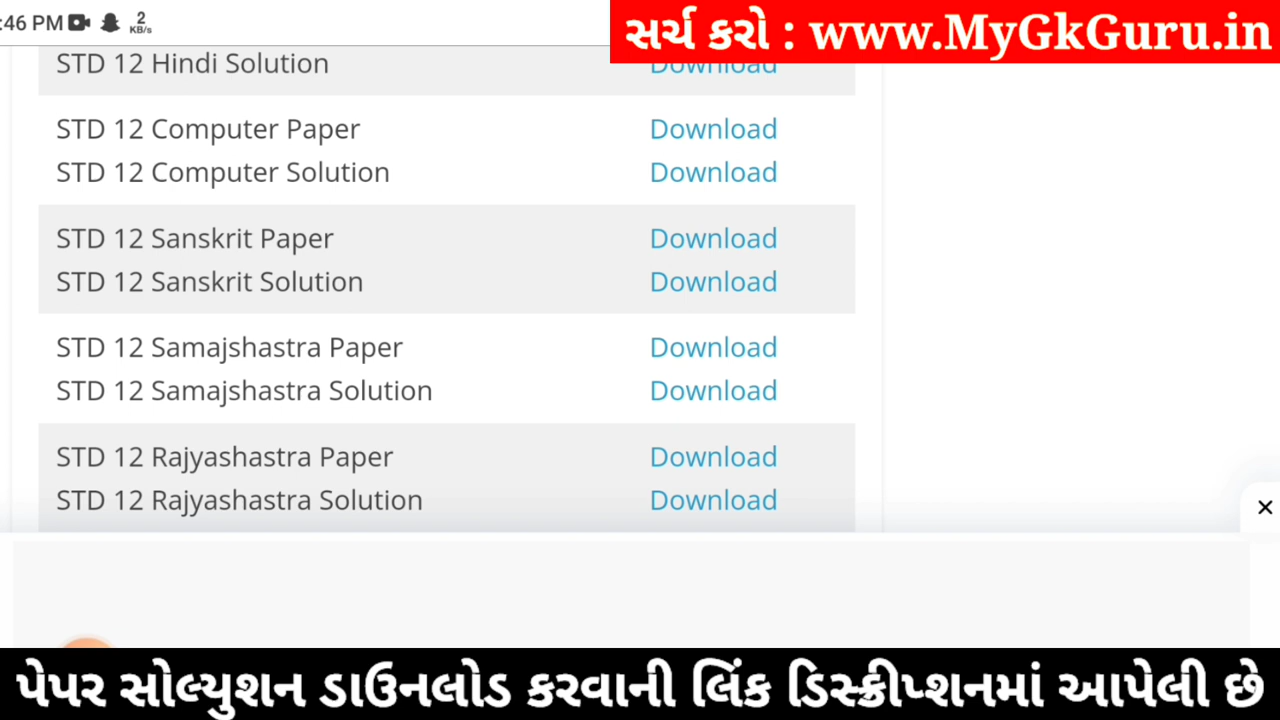 :46 PM 2 KB/s
સર્ચ કરો : www.MyGkGuru.in
STD 12 Hindi Solution Download
STD 12 Computer Paper Download
STD 12 Computer Solution Download
STD 12 Sanskrit Paper Download
STD 12 Sanskrit Solution Download
STD 12 Samajshastra Paper Download
STD 12 Samajshastra Solution Download
STD 12 Rajyashastra Paper Download
STD 12 Rajyashastra Solution Download
પેપર સોલ્યુશન ડાઉનલોડ કરવાની લિંક ડિસ્ક્રીપ્શનમાં આપેલી છે